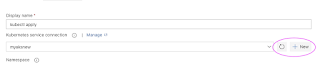 Display name *
kubectl apply
Kubernetes service connection | Manage
myakstest
New
Namespace